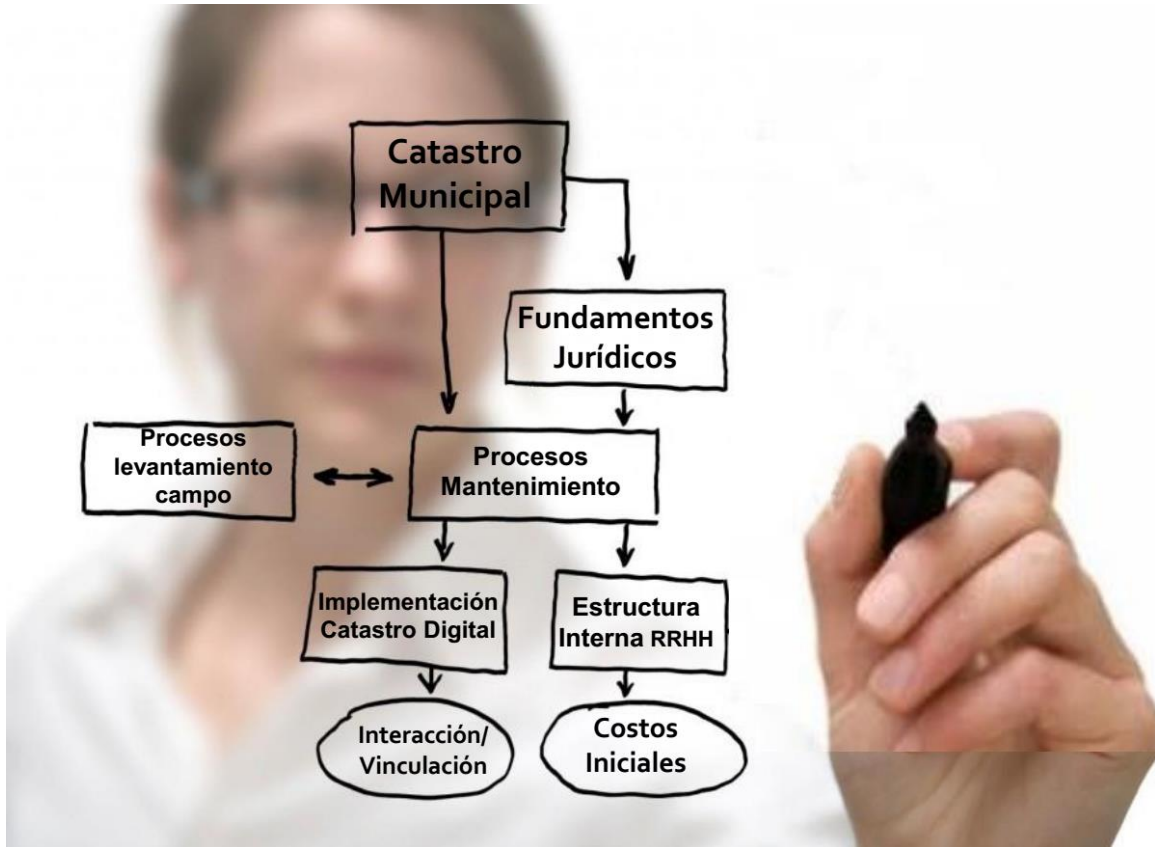 Catastro
Municipal
Fundamentos
Jurídicos
Procesos
levantamiento
campo
Procesos
Mantenimiento
Implementación
Catastro Digital
Estructura
Interna RRHH
Interacción/
Vinculación
Costos
Iniciales